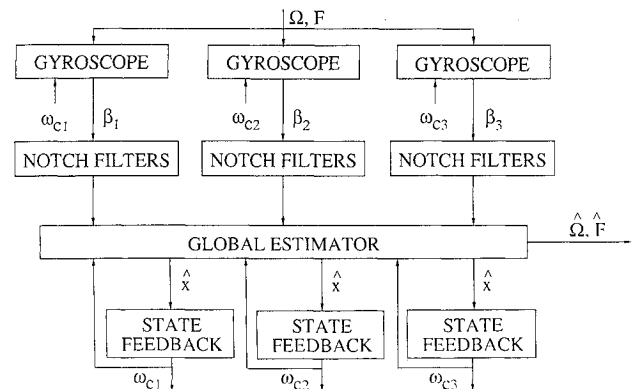 Ω, F
GYROSCOPE GYROSCOPE GYROSCOPE
ω_C1 β_1 ω_C2 β_2 ω_C3 β_3
NOTCH FILTERS NOTCH FILTERS NOTCH FILTERS
GLOBAL ESTIMATOR
Ω̂, F̂
x̂ x̂ x̂
STATE FEEDBACK STATE FEEDBACK STATE FEEDBACK
ω_C1 ω_C2 ω_C3